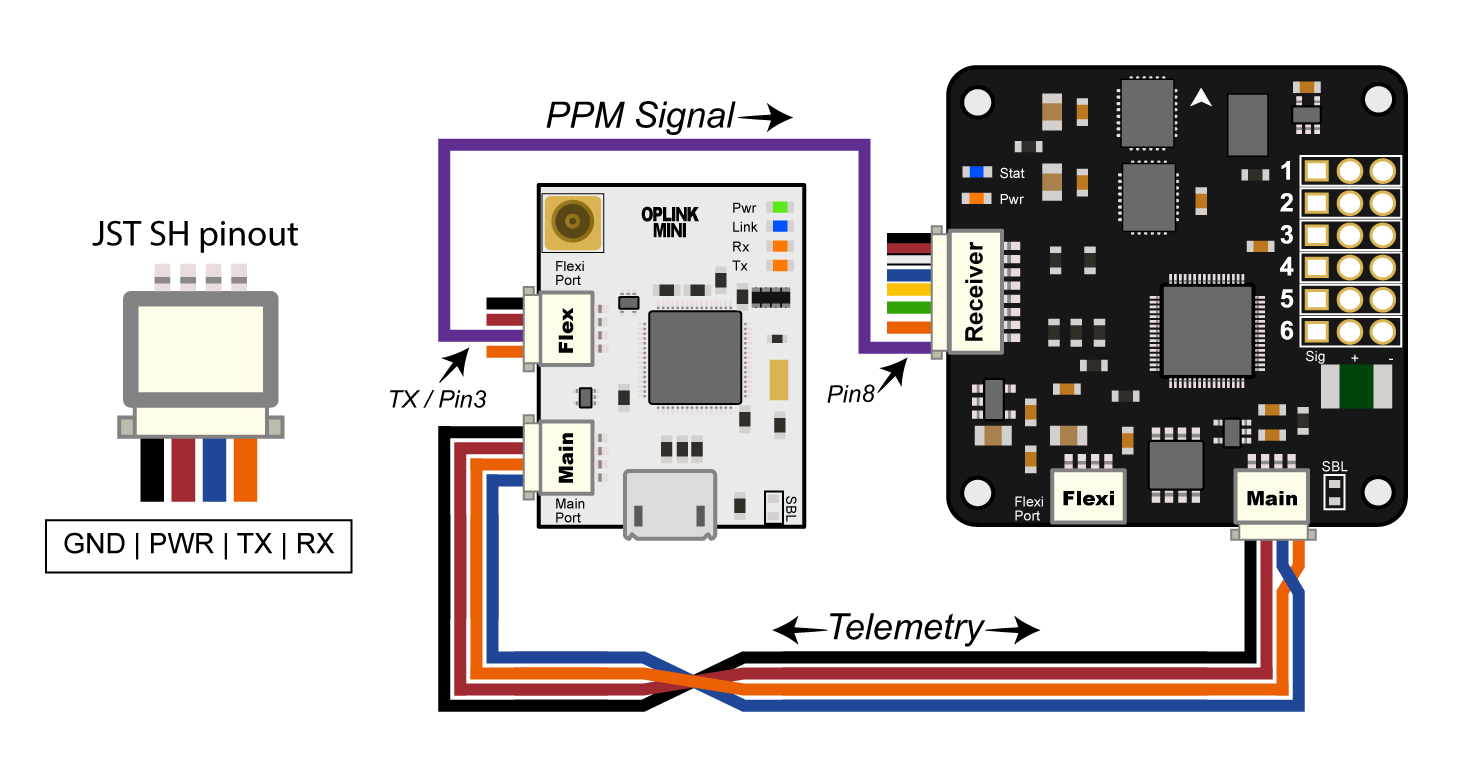 JST SH pinout
GND | PWR | TX | RX
PPM Signal
TX / Pin3
Pin8
OPLINK
MINI
Pwr
Link
Rx
Tx
Flexi
Port
Flex
Main
Main
Port
SBL
Stat
Pwr
Receiver
1
2
3
4
5
6
Sig
+
-
Flexi
Port
Flexi
Main
SBL
Telemetry